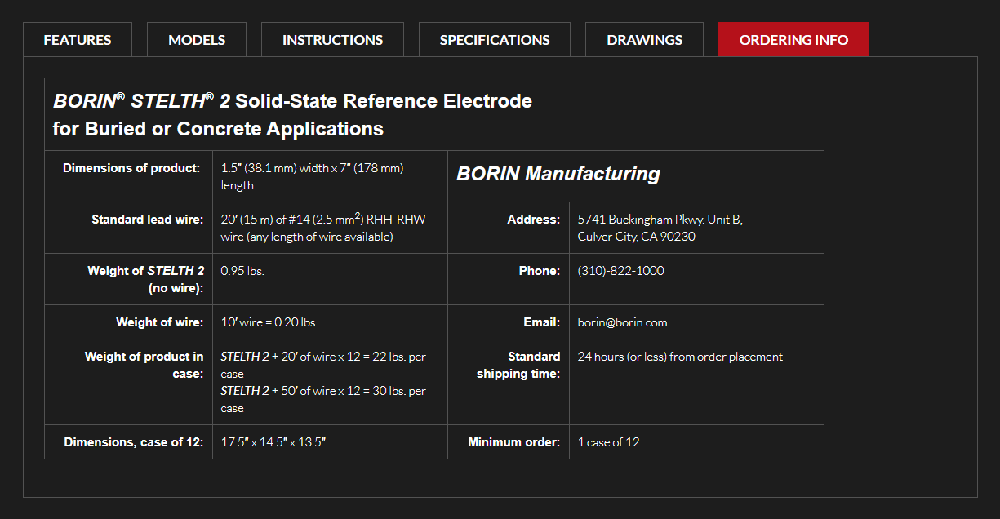 FEATURES
MODELS
INSTRUCTIONS
SPECIFICATIONS
DRAWINGS
ORDERING INFO
BORIN® STELTH® 2 Solid-State Reference Electrode
for Buried or Concrete Applications
Dimensions of product:
1.5″ (38.1 mm) width x 7″ (178 mm)
length
BORIN Manufacturing
Standard lead wire:
20′ (15 m) of #14 (2.5 mm²) RHH-RHW
wire (any length of wire available)
Address:
5741 Buckingham Pkwy. Unit B,
Culver City, CA 90230
Weight of STELTH 2
(no wire):
0.95 lbs.
Phone:
(310)-822-1000
Weight of wire:
10′ wire = 0.20 lbs.
Email:
borin@borin.com
Weight of product in
case:
STELTH 2 + 20′ of wire x 12 = 22 lbs. per
case
STELTH 2 + 50′ of wire x 12 = 30 lbs. per
case
Standard
shipping time:
24 hours (or less) from order placement
Dimensions, case of 12:
17.5″ x 14.5″ x 13.5″
Minimum order:
1 case of 12